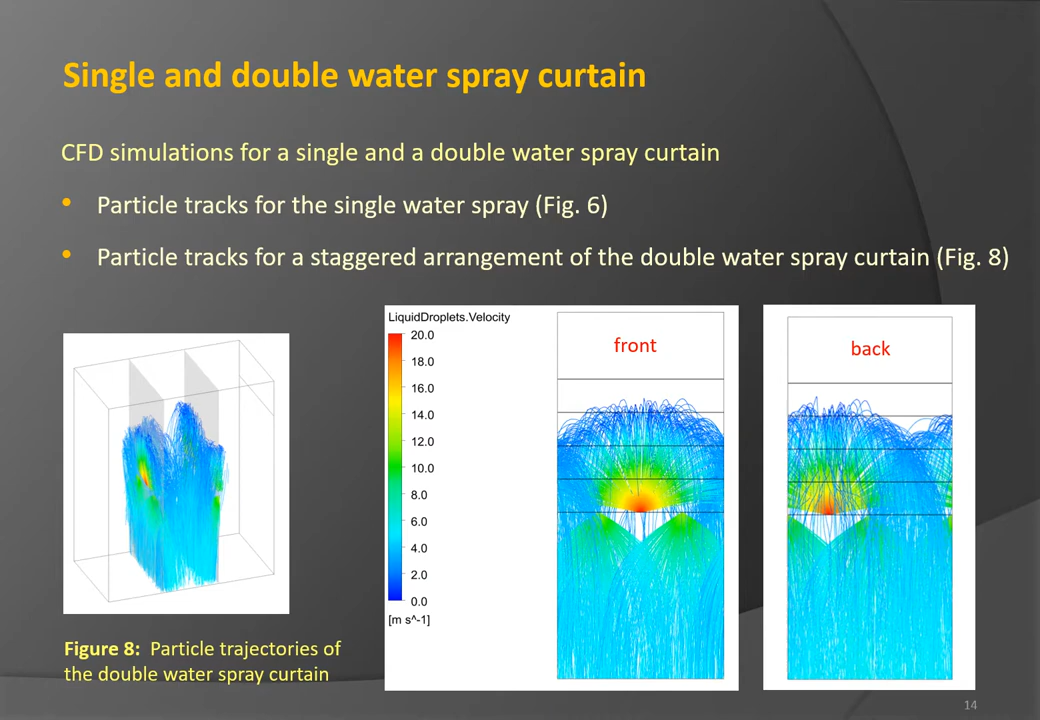 Single and double water spray curtain
CFD simulations for a single and a double water spray curtain
• Particle tracks for the single water spray (Fig. 6)
• Particle tracks for a staggered arrangement of the double water spray curtain (Fig. 8)
LiquidDroplets.Velocity
20.0
18.0
16.0
14.0
12.0
10.0
8.0
6.0
4.0
2.0
0.0
[m s^-1]
front
back
Figure 8: Particle trajectories of
the double water spray curtain
14